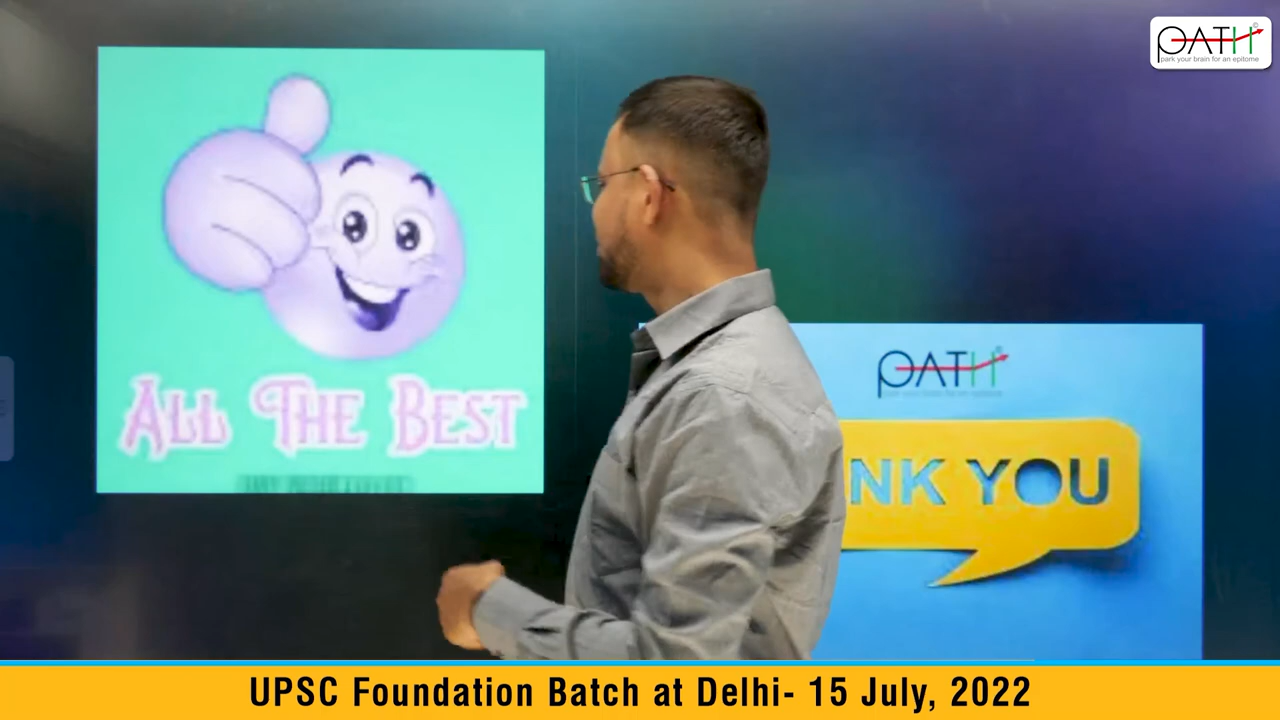 PATH
park your brain for an epitome
ALL THE BEST
PATH
NK YOU
UPSC Foundation Batch at Delhi- 15 July, 2022